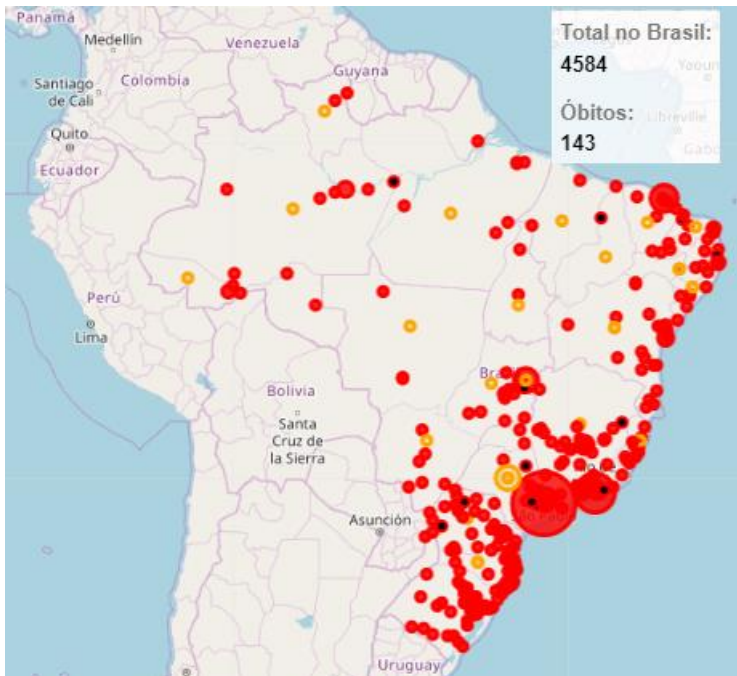 Panamá
Medellín
Venezuela
Guyana
Santiago
de Cali
Colombia
Quito
Ecuador
Perú
Lima
Bolivia
Santa
Cruz de
la Sierra
Asunción
Uruguay
Total no Brasil:
4584
Óbitos:
143
Libreville